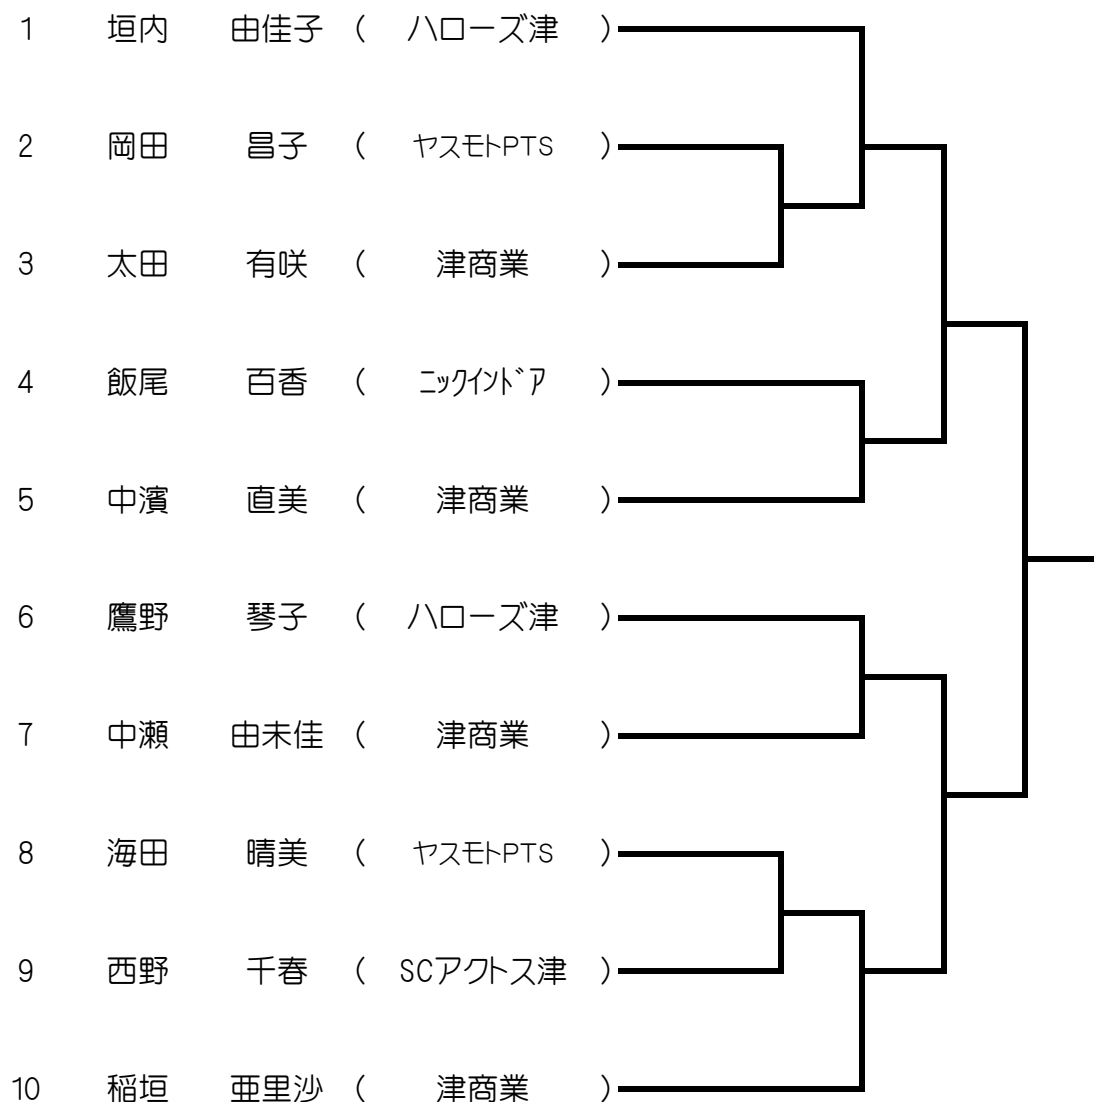 1 垣内 由佳子 ( ハローズ津 )
2 岡田 昌子 ( ヤスモトPTS )
3 太田 有咲 ( 津商業 )
4 飯尾 百香 ( ニックインドア )
5 中濱 直美 ( 津商業 )
6 鷹野 琴子 ( ハローズ津 )
7 中瀬 由未佳 ( 津商業 )
8 海田 晴美 ( ヤスモトPTS )
9 西野 千春 ( SCアクトス津 )
10 稲垣 亜里沙 ( 津商業 )